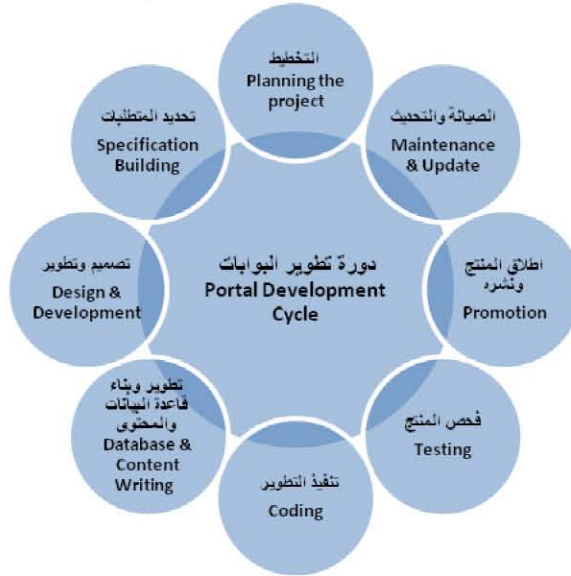 التخطيط
Planning the
project
الصيانة والتحديث
Maintenance
& Update
اطلاق المنتج
ونشره
Promotion
فحص المنتج
Testing
تنفيذ التطوير
Coding
تطوير وبناء
قاعدة البيانات
والمحتوى
Database &
Content
Writing
تصميم وتطوير
Design &
Development
تحديد المتطلبات
Specification
Building
دورة تطوير البوابات
Portal Development
Cycle